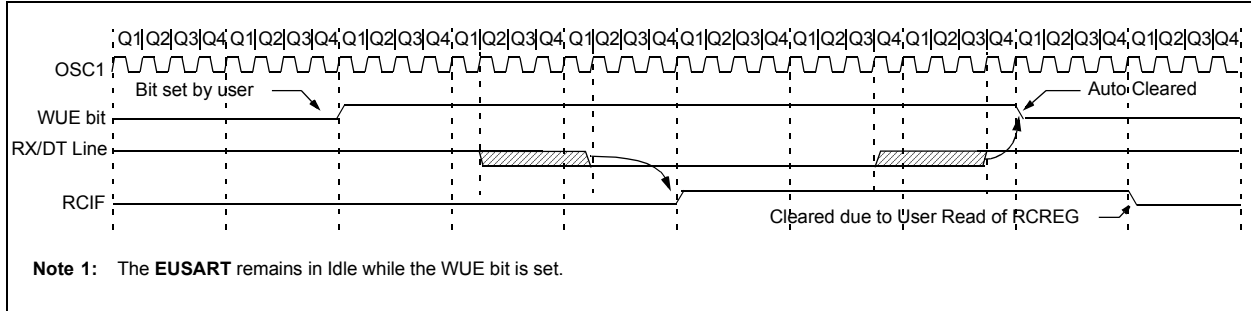 Q1 Q2 Q3 Q4 Q1 Q2 Q3 Q4 Q1 Q2 Q3 Q4 Q1 Q2 Q3 Q4 Q1 Q2 Q3 Q4 Q1 Q2 Q3 Q4 Q1 Q2 Q3 Q4 Q1 Q2 Q3 Q4 Q1 Q2 Q3 Q4 Q1 Q2 Q3 Q4
OSC1
Bit set by user
Auto Cleared
WUE bit
RX/DT Line
RCIF
Cleared due to User Read of RCREG
Note 1: The EUSART remains in Idle while the WUE bit is set.